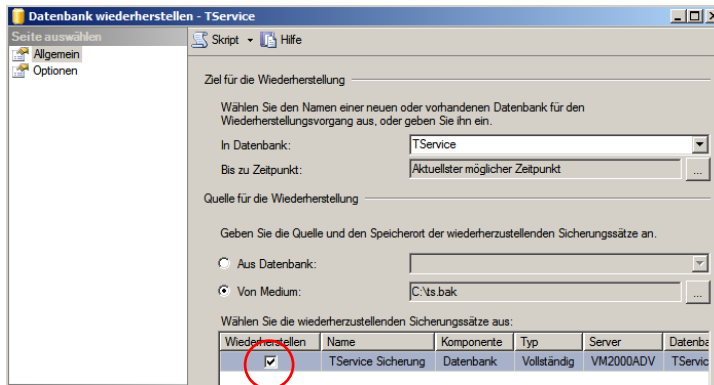 Datenbank wiederherstellen - TService
Seite auswählen
Allgemein
Optionen
Skript
Hilfe
Ziel für die Wiederherstellung
Wählen Sie den Namen einer neuen oder vorhandenen Datenbank für den
Wiederherstellungsvorgang aus, oder geben Sie ihn ein.
In Datenbank: TService
Bis zu Zeitpunkt: Aktuellster möglicher Zeitpunkt ...
Quelle für die Wiederherstellung
Geben Sie die Quelle und den Speicherort der wiederherzustellenden Sicherungssätze an.
Aus Datenbank:
Von Medium: C:\ts.bak ...
Wählen Sie die wiederherzustellenden Sicherungssätze aus:
Wiederherstellen Name Komponente Typ Server Datenba
TService Sicherung Datenbank Vollständig VM2000ADV TServic